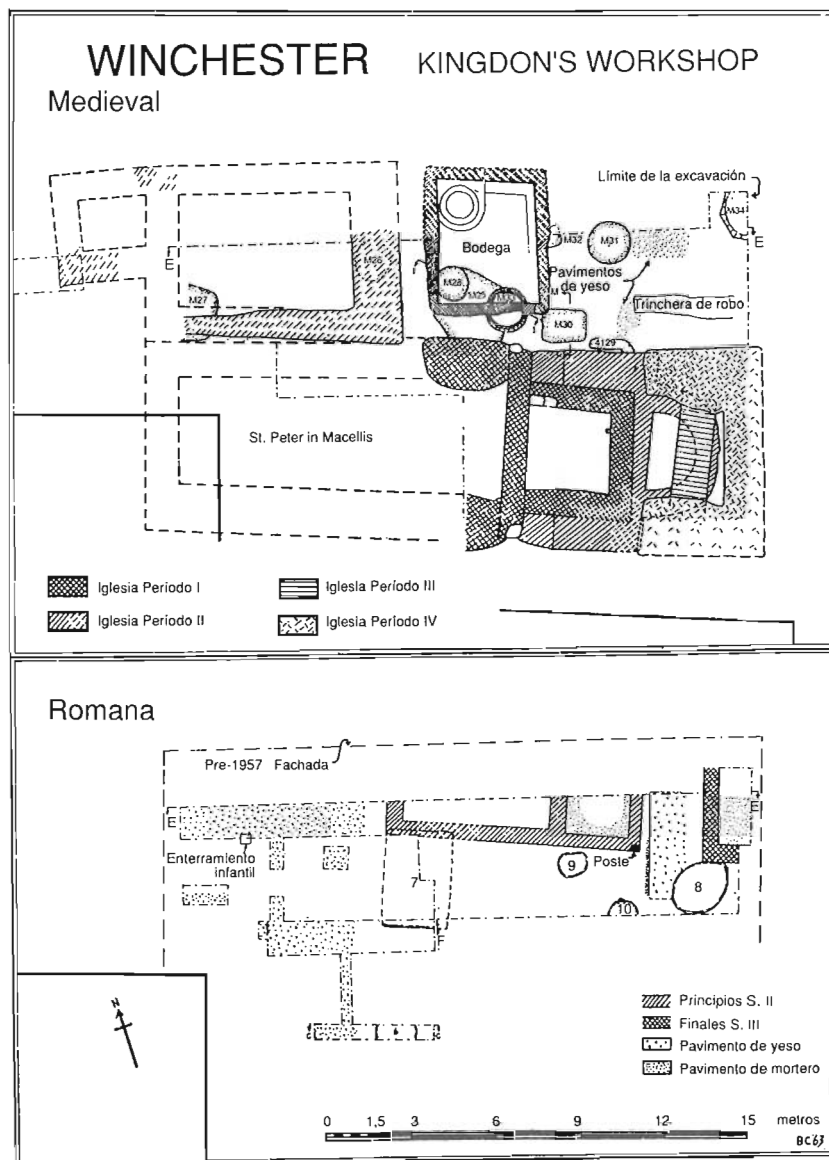 WINCHESTER KINGDON'S WORKSHOP
Medieval
Límite de la excavación
M34
E
M32
M31
E
Bodega
M26
Pavimentos
de yeso
M28
M25
M27
M
M33
Trinchera de robo
M30
4129
St. Peter in Macellis
Iglesia Período I
Iglesia Período III
Iglesia Período II
Iglesia Período IV
Romana
Pre-1957 Fachada
E
E
Enterramiento
infantil
Poste
9
7
8
10
F
N
Principios S. II
Finales S. III
Pavimento de yeso
Pavimento de mortero
0 1,5 3 6 9 12 15 metros
BC63